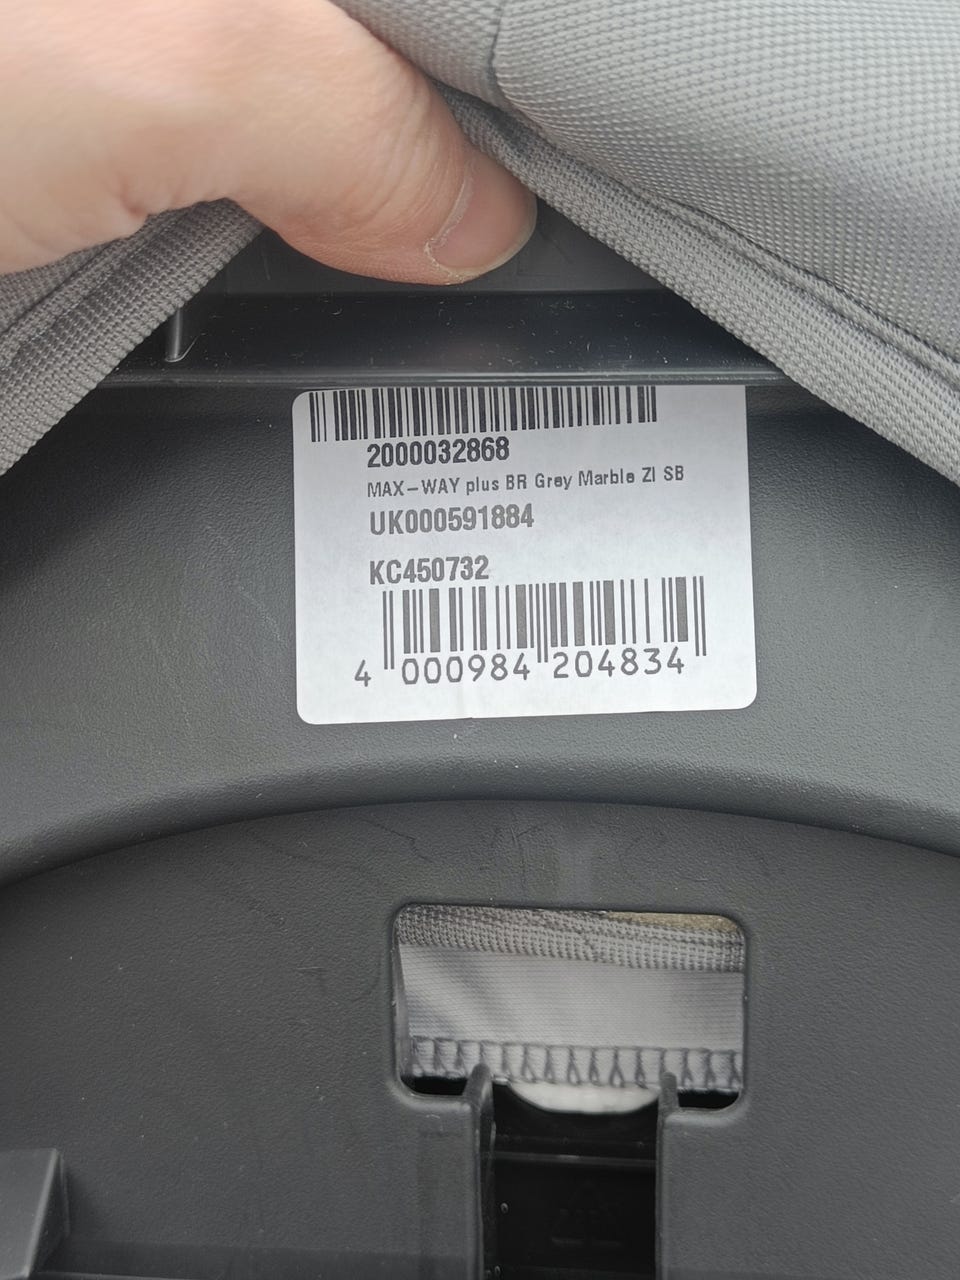 2000032868
MAX-WAY plus BR Grey Marble ZI SB
UK000591884
KC450732
4 000984 204834